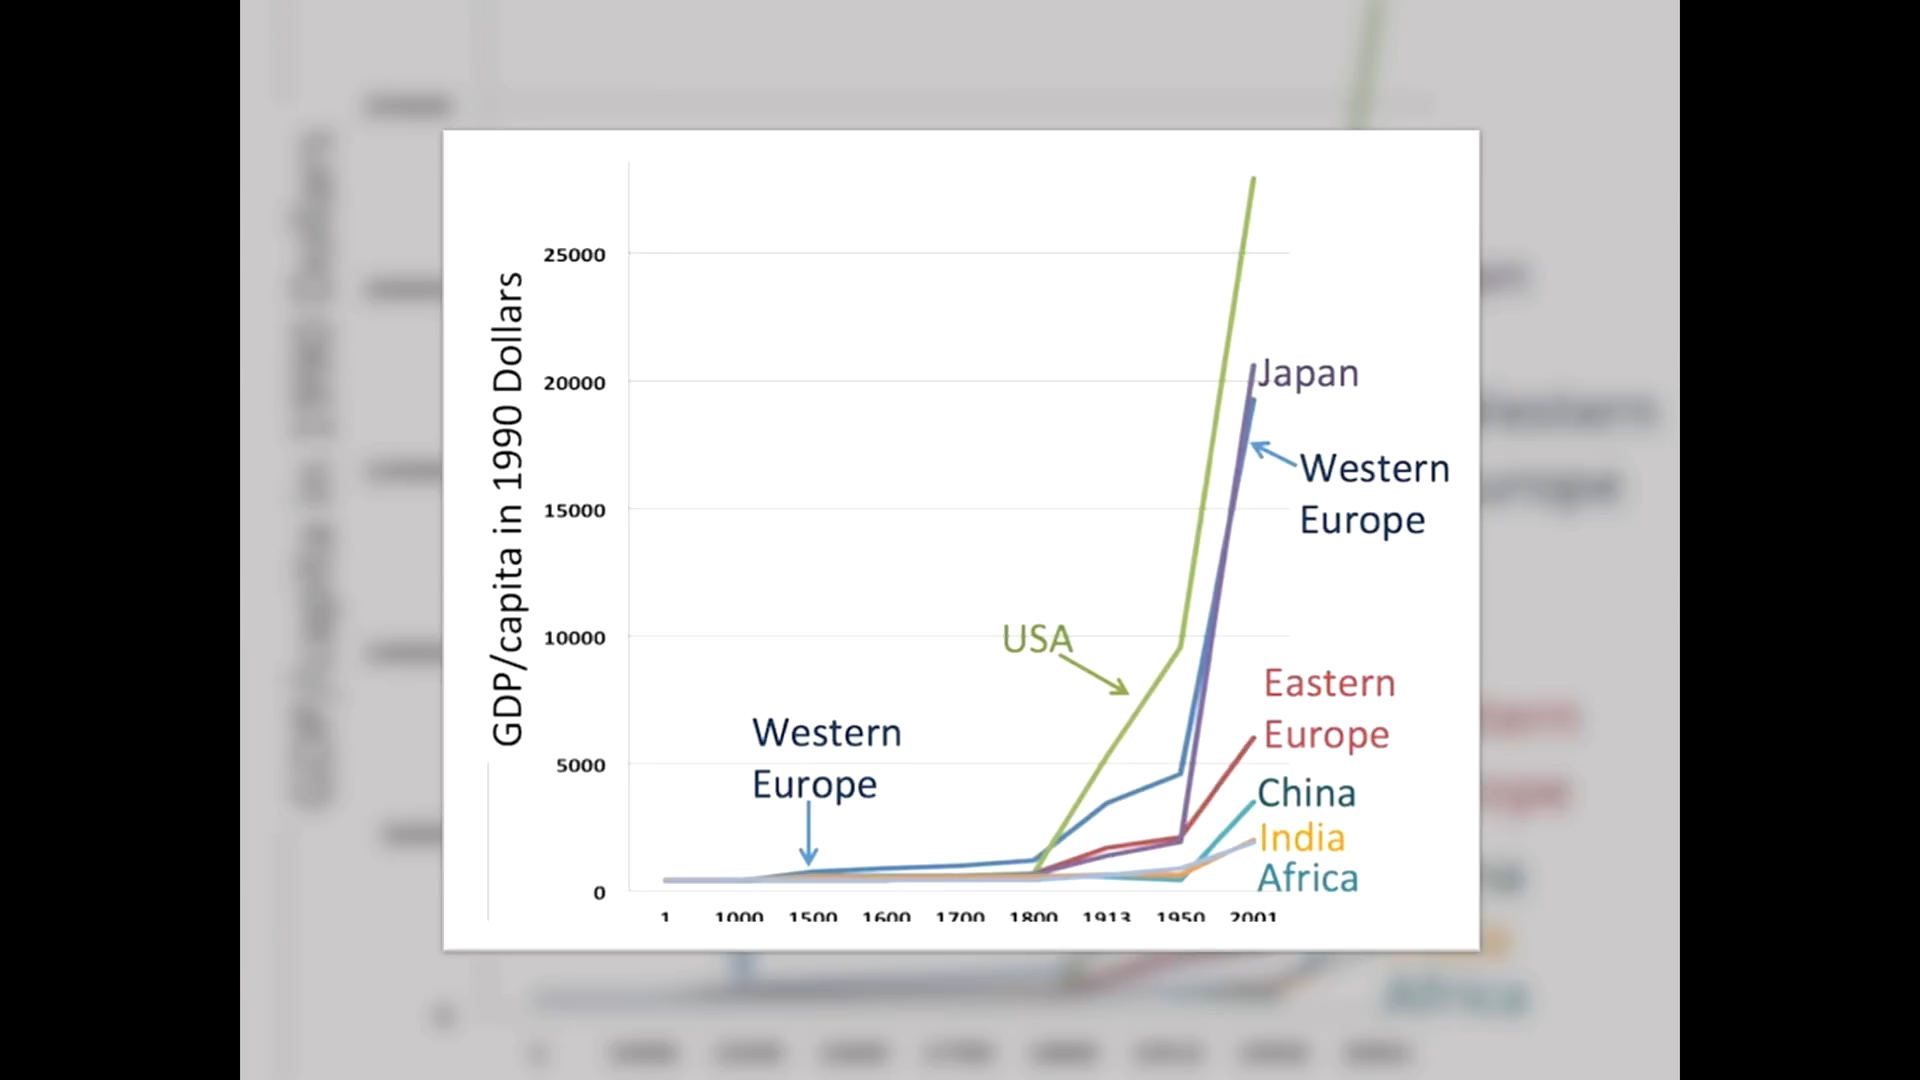 GDP/capita in 1990 Dollars
25000
20000
15000
10000
5000
0
Japan
Western
Europe
USA
Eastern
Europe
Western
Europe
China
India
Africa
1 1000 1500 1600 1700 1800 1913 1950 2001